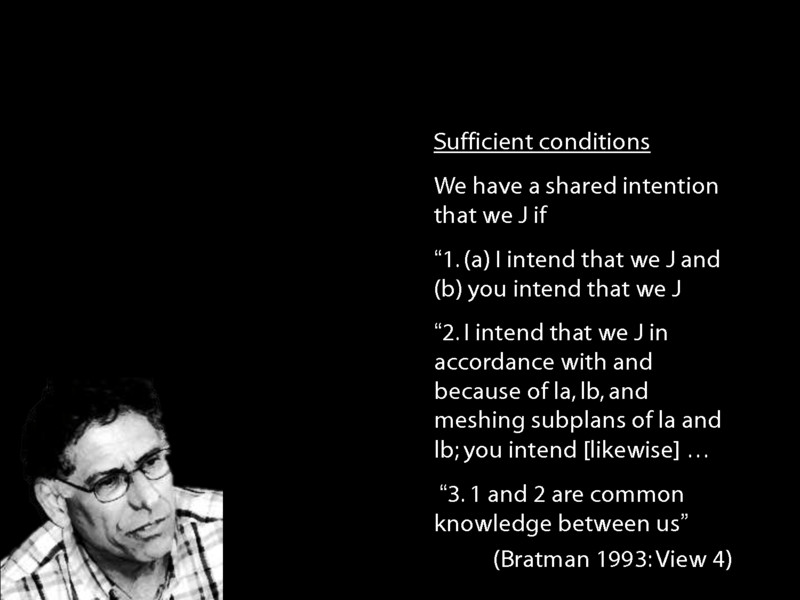 Sufficient conditions
We have a shared intention
that we J if
“1. (a) I intend that we J and
(b) you intend that we J
“2. I intend that we J in
accordance with and
because of la, lb, and
meshing subplans of la and
lb; you intend [likewise] …
“3. 1 and 2 are common
knowledge between us”
(Bratman 1993: View 4)